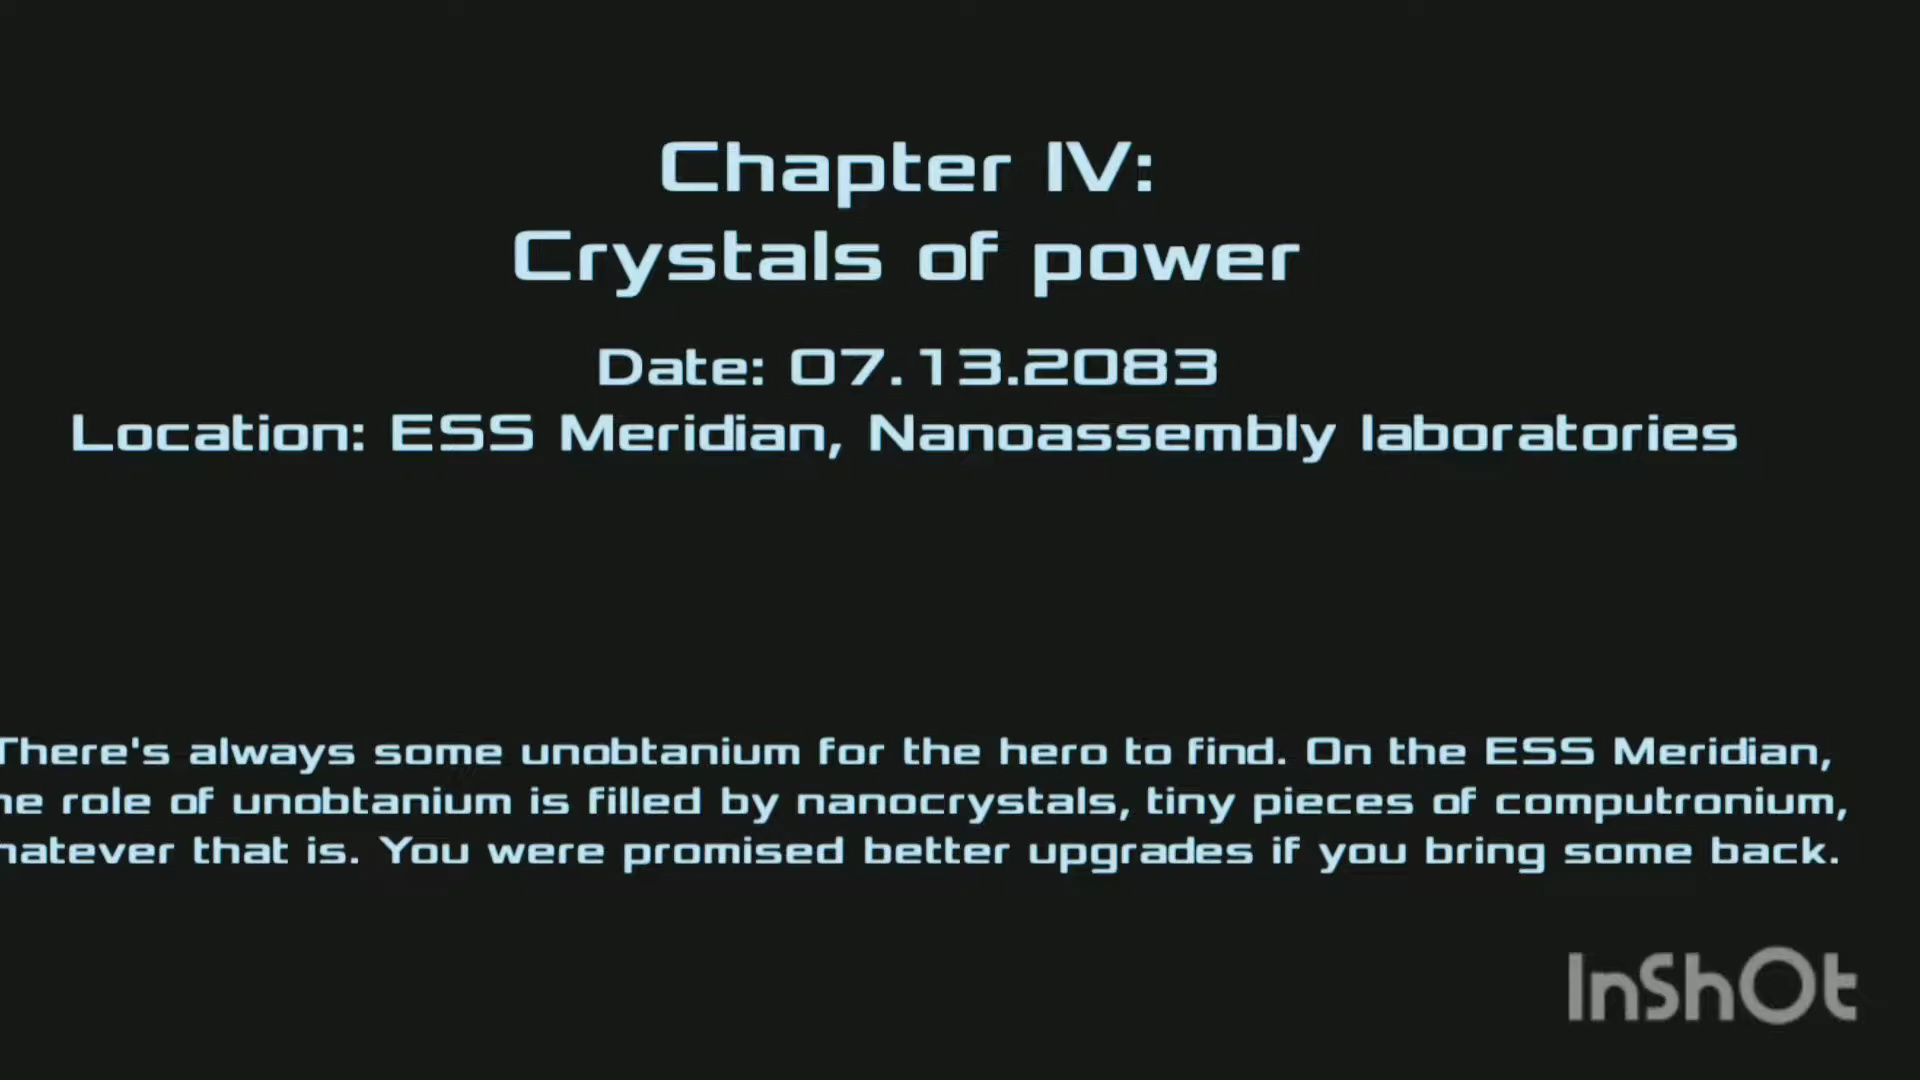 Chapter IV:
Crystals of power
Date: 07.13.2083
Location: ESS Meridian, Nanoassembly laboratories
There's always some unobtanium for the hero to find. On the ESS Meridian,
he role of unobtanium is filled by nanocrystals, tiny pieces of computronium,
hatever that is. You were promised better upgrades if you bring some back.
InShOt